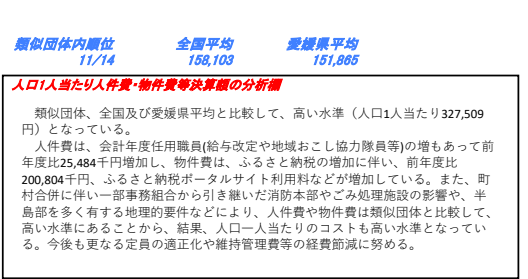 類似団体内順位 全国平均 愛媛県平均
11/14 158,103 151,865
人口1人当たり人件費・物件費等決算額の分析欄
類似団体、全国及び愛媛県平均と比較して、高い水準（人口1人当たり327,509
円）となっている。
人件費は、会計年度任用職員(給与改定や地域おこし協力隊員等)の増もあって前
年度比25,484千円増加し、物件費は、ふるさと納税の増加に伴い、前年度比
200,804千円、ふるさと納税ポータルサイト利用料などが増加している。また、町
村合併に伴い一部事務組合から引き継いだ消防本部やごみ処理施設の影響や、半
島部を多く有する地理的要件などにより、人件費や物件費は類似団体と比較して、
高い水準にあることから、結果、人口一人当たりのコストも高い水準となってい
る。今後も更なる定員の適正化や維持管理費等の経費節減に努める。